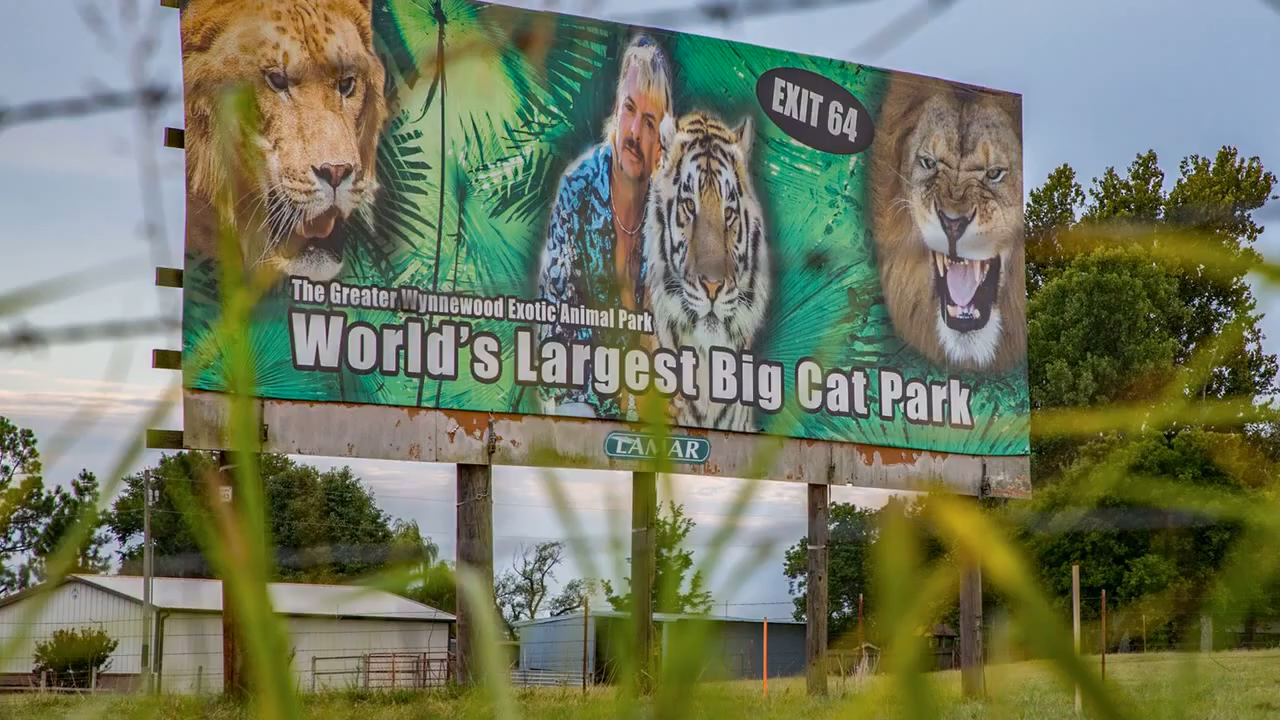 EXIT 64
The Greater Wynnewood Exotic Animal Park
World's Largest Big Cat Park
LAMAR